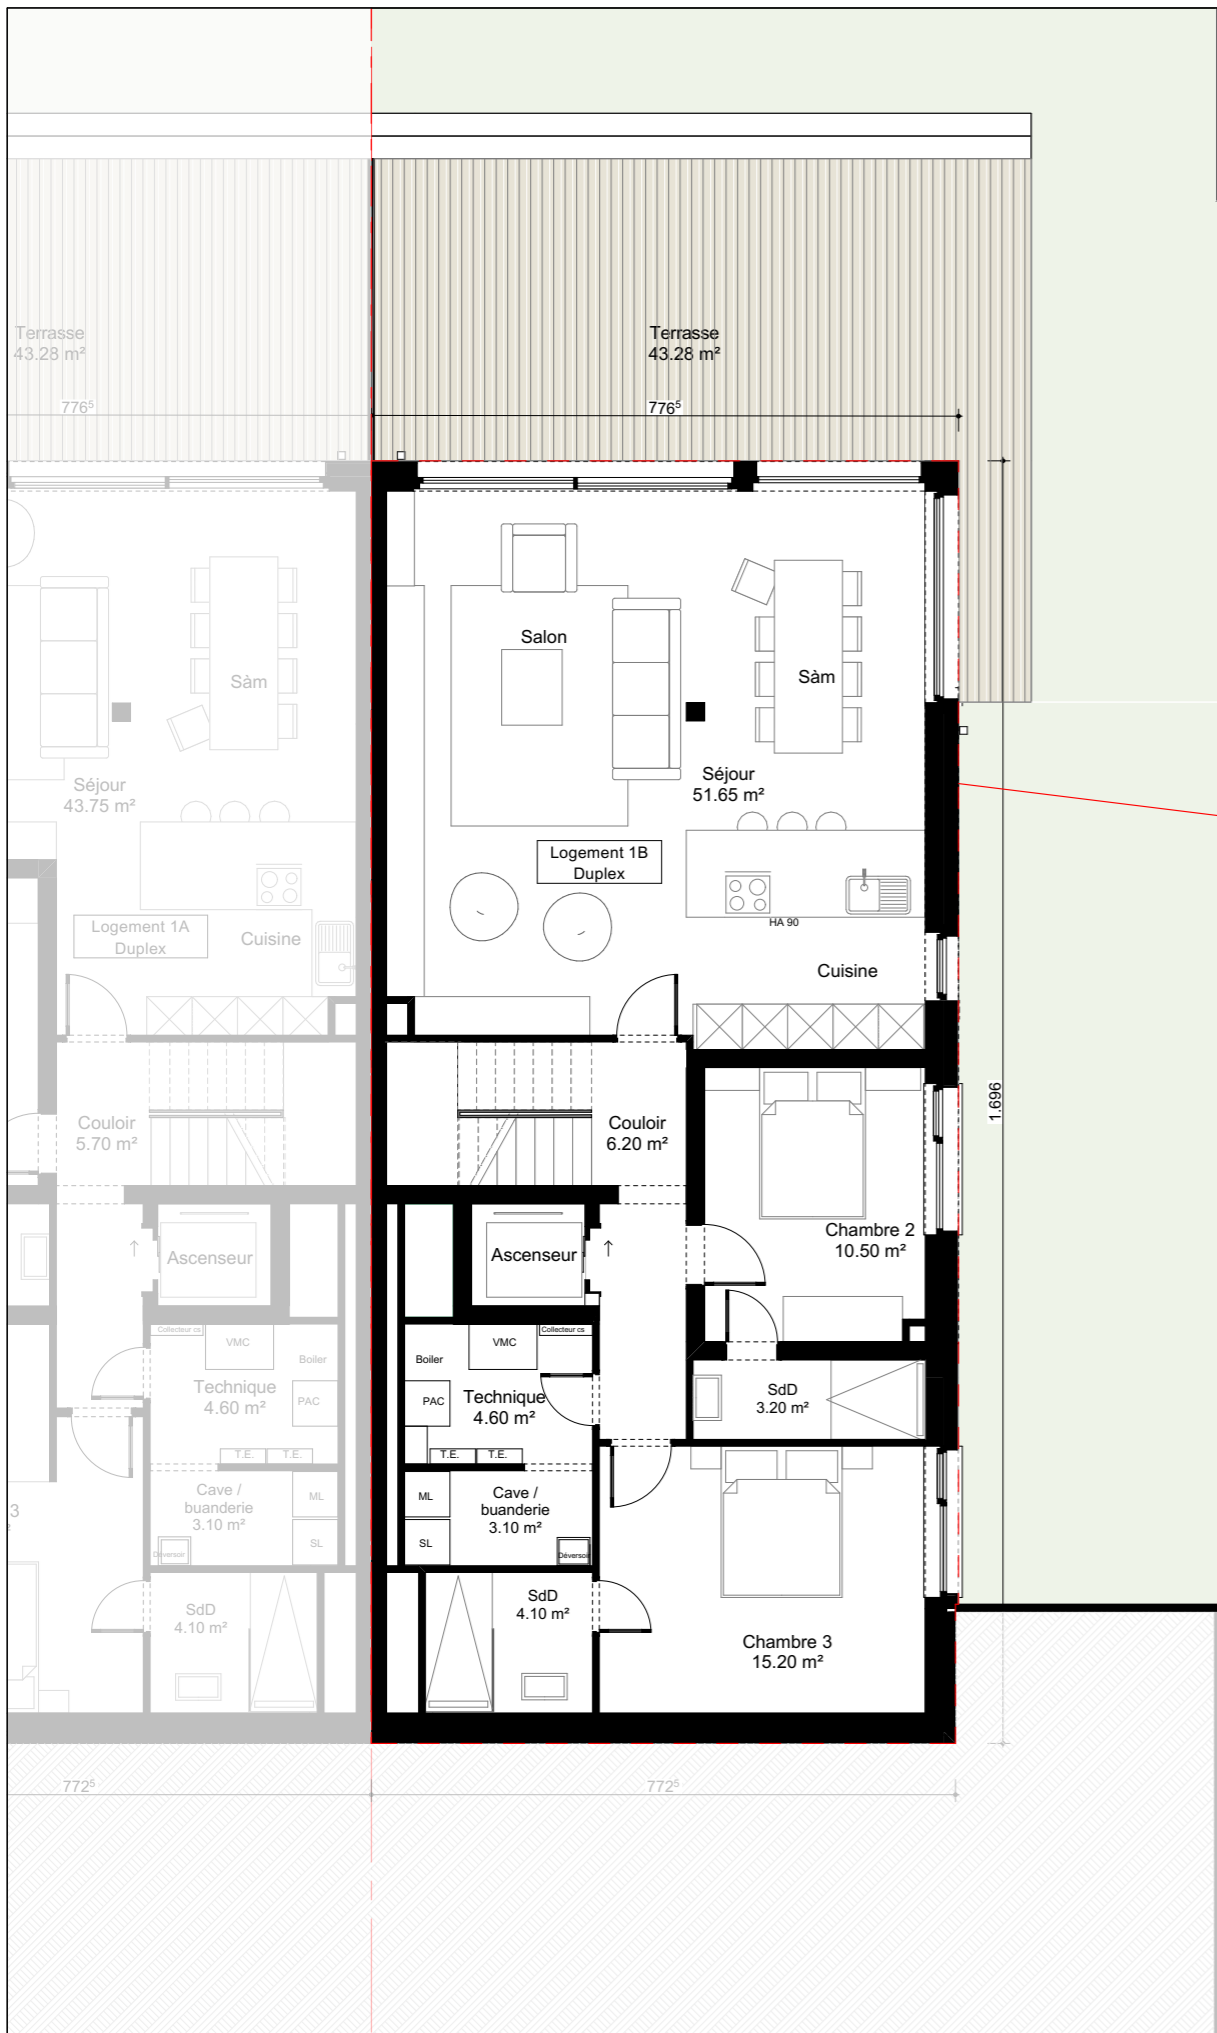 Terrasse
43.28 m²
776⁵
Terrasse
43.28 m²
776⁵
Sàm
Séjour
43.75 m²
Logement 1A
Duplex
Cuisine
Couloir
5.70 m²
Ascenseur
Collecteur cs
VMC
Boiler
Technique
4.60 m²
PAC
T.E.
T.E.
Cave /
buanderie
3.10 m²
ML
SL
Déversoir
3
SdD
4.10 m²
772⁵
Salon
Sàm
Séjour
51.65 m²
Logement 1B
Duplex
HA 90
Cuisine
Couloir
6.20 m²
1.696
Chambre 2
10.50 m²
Ascenseur
Collecteur cs
VMC
Boiler
PAC
Technique
4.60 m²
T.E.
T.E.
SdD
3.20 m²
ML
Cave /
buanderie
3.10 m²
SL
Déversoir
SdD
4.10 m²
Chambre 3
15.20 m²
772⁵